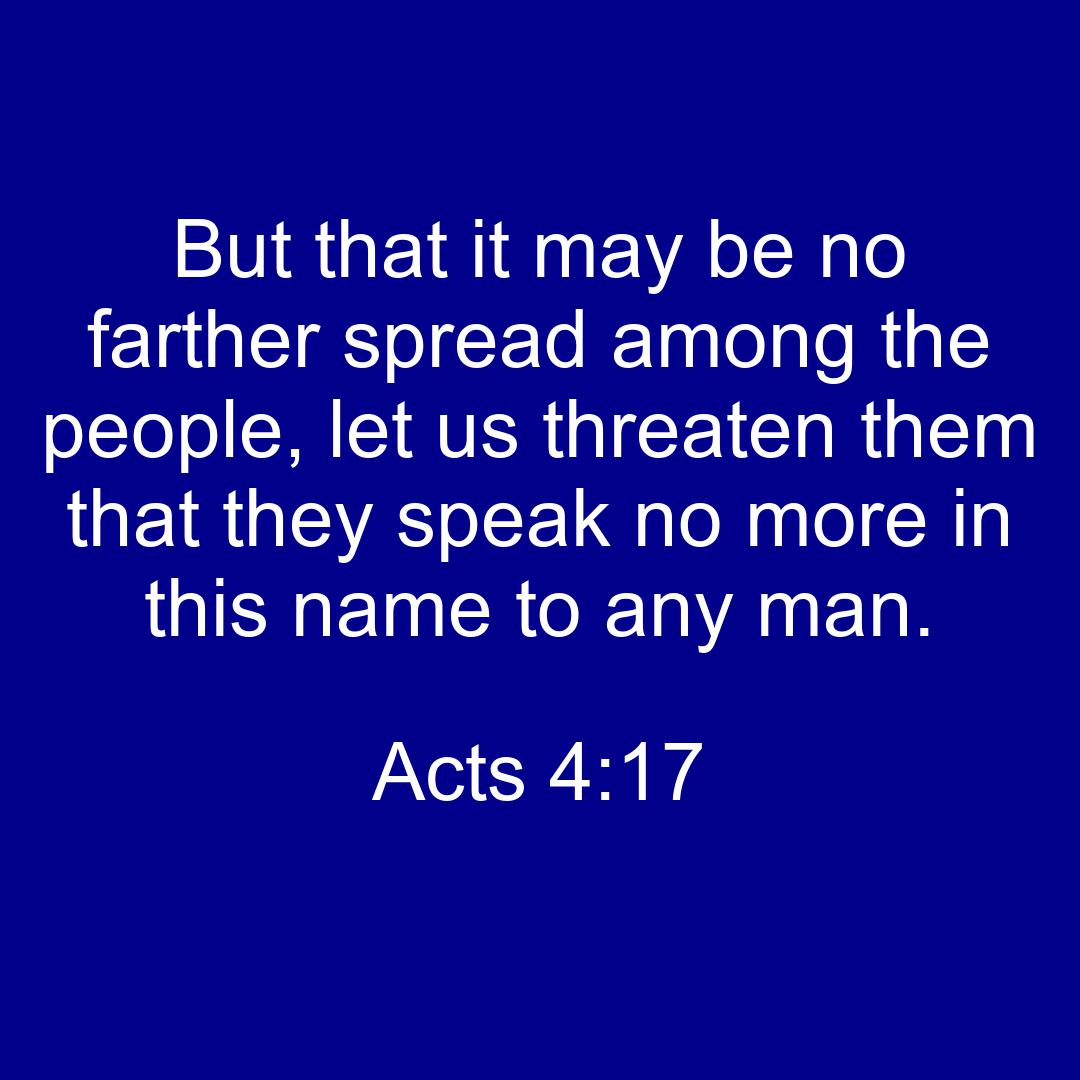 But that it may be no
farther spread among the
people, let us threaten them
that they speak no more in
this name to any man.
Acts 4:17